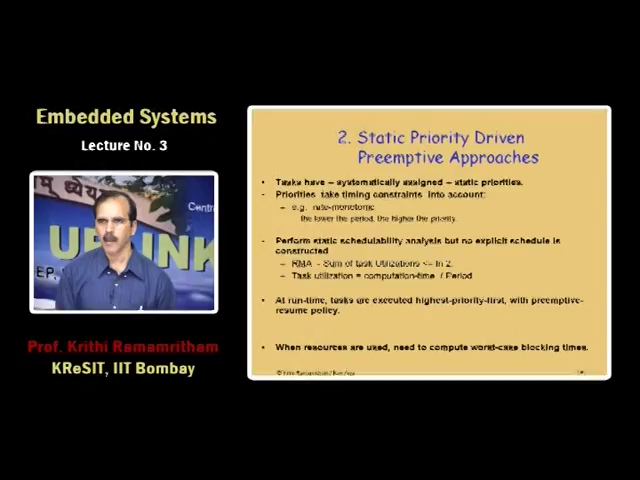 Embedded Systems
Lecture No. 3
2. Static Priority Driven
Preemptive Approaches
• Tasks have – systematically assigned – static priorities.
• Priorities take timing constraints into account:
– e.g. rate-monotonic
the lower the period, the higher the priority.
• Perform static schedulability analysis but no explicit schedule is
constructed
– RMA - Sum of task Utilizations <= ln 2.
– Task utilization = computation-time / Period
• At run-time, tasks are executed highest-priority-first, with preemptive-
resume policy.
• When resources are used, need to compute worst-case blocking times.
Prof. Krithi Ramamritham
KReSIT, IIT Bombay